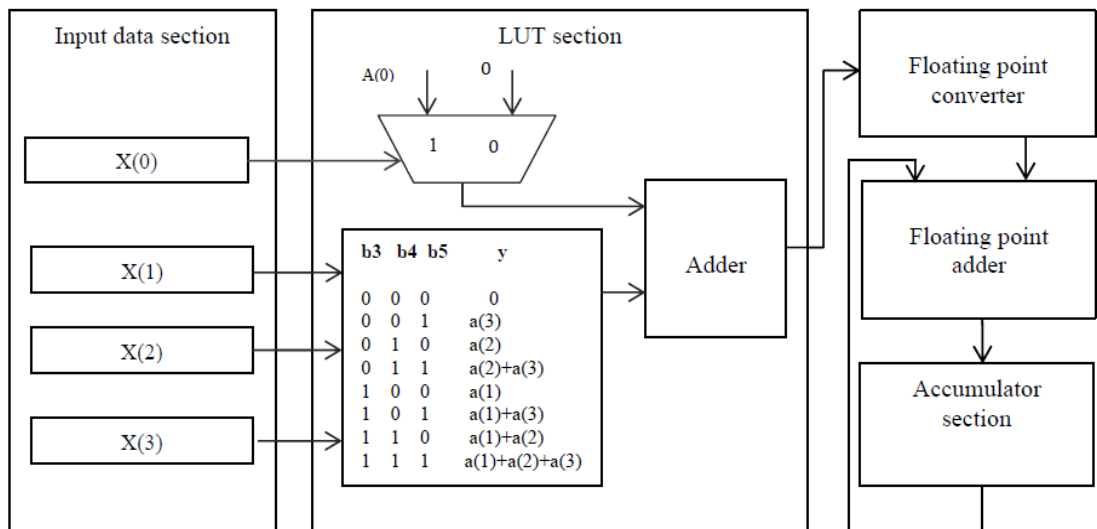 Input data section
X(0)
X(1)
X(2)
X(3)
LUT section
A(0) 0
1 0
b3 b4 b5 y
0 0 0 0
0 0 1 a(3)
0 1 0 a(2)
0 1 1 a(2)+a(3)
1 0 0 a(1)
1 0 1 a(1)+a(3)
1 1 0 a(1)+a(2)
1 1 1 a(1)+a(2)+a(3)
Adder
Floating point
converter
Floating point
adder
Accumulator
section